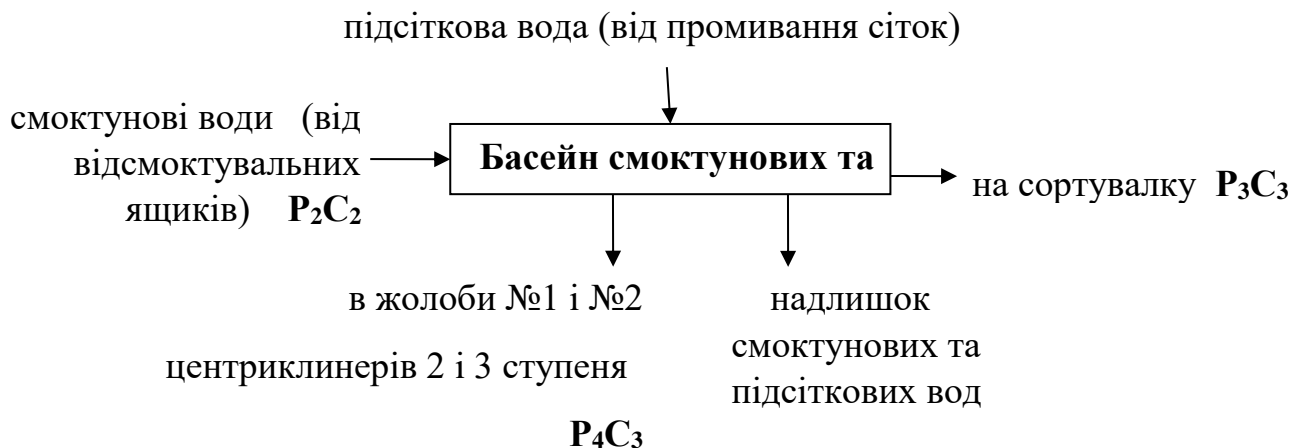 підсіткова вода (від промивання сіток)
смоктунові води (від
відсмоктувальних
ящиків) P₂C₂
Басейн смоктунових та
на сортувалку P₃C₃
в жолоби №1 і №2
центриклинерів 2 і 3 ступеня
P₄C₃
надлишок
смоктунових та
підсіткових вод